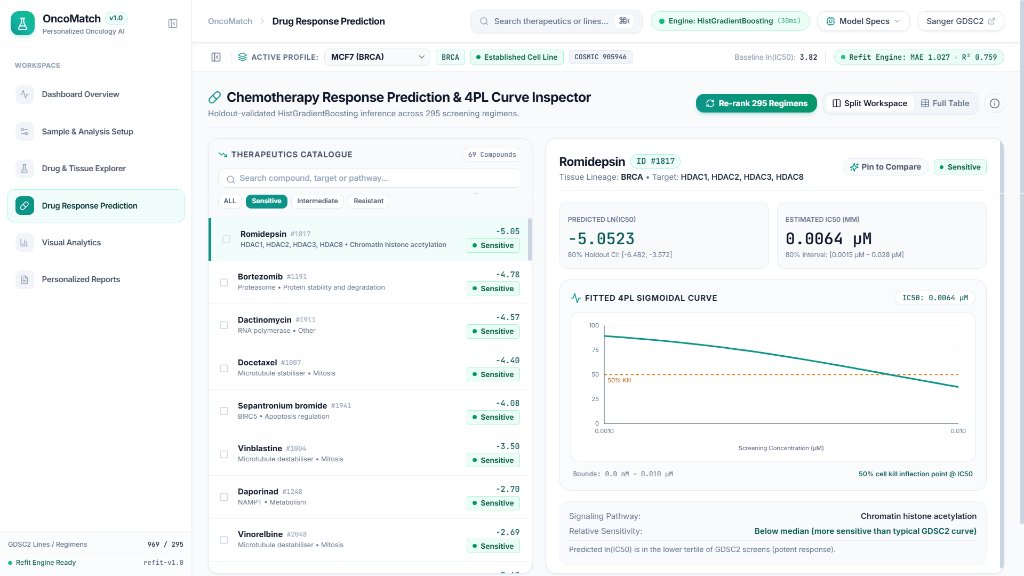 OncoMatch v1.0
Personalized Oncology AI
WORKSPACE
Dashboard Overview
Sample & Analysis Setup
Drug & Tissue Explorer
Drug Response Prediction
Visual Analytics
Personalized Reports
GDSC2 Lines / Regimens 969 / 295
Refit Engine Ready refit-v1.0
OncoMatch > Drug Response Prediction
Search therapeutics or lines... ⌘K
Engine: HistGradientBoosting (30ms)
Model Specs
Sanger GDSC2
ACTIVE PROFILE: MCF7 (BRCA) BRCA Established Cell Line COSMIC 905946
Baseline ln(IC50): 3.82
Refit Engine: MAE 1.027 · R² 0.759
Chemotherapy Response Prediction & 4PL Curve Inspector
Holdout-validated HistGradientBoosting inference across 295 screening regimens.
Re-rank 295 Regimens
Split Workspace
Full Table
THERAPEUTICS CATALOGUE 69 Compounds
Search compound, target or pathway...
ALL Sensitive Intermediate Resistant
Romidepsin #1817 -5.05
HDAC1, HDAC2, HDAC3, HDAC8 • Chromatin histone acetylation Sensitive
Bortezomib #1191 -4.78
Proteasome • Protein stability and degradation Sensitive
Dactinomycin #1911 -4.57
RNA polymerase • Other Sensitive
Docetaxel #1007 -4.40
Microtubule stabiliser • Mitosis Sensitive
Sepantronium bromide #1941 -4.08
BIRC5 • Apoptosis regulation Sensitive
Vinblastine #1004 -3.50
Microtubule destabiliser • Mitosis Sensitive
Daporinad #1248 -2.70
NAMPT • Metabolism Sensitive
Vinorelbine #2048 -2.69
Microtubule destabiliser • Mitosis Sensitive
Romidepsin ID #1817
Tissue Lineage: BRCA • Target: HDAC1, HDAC2, HDAC3, HDAC8
Pin to Compare
Sensitive
PREDICTED LN(IC50)
-5.0523
80% Holdout CI: [-6.482, -3.572]
ESTIMATED IC50 (MM)
0.0064 μM
80% Interval: [0.0015 μM – 0.028 μM]
FITTED 4PL SIGMOIDAL CURVE IC50: 0.0064 μM
100
75
50
50% Kill
25
0
0.0010 0.010
Screening Concentration (μM)
Bounds: 0.0 nM – 0.010 μM
50% cell kill inflection point @ IC50
Signaling Pathway: Chromatin histone acetylation
Relative Sensitivity: Below median (more sensitive than typical GDSC2 curve)
Predicted ln(IC50) is in the lower tertile of GDSC2 screens (potent response).